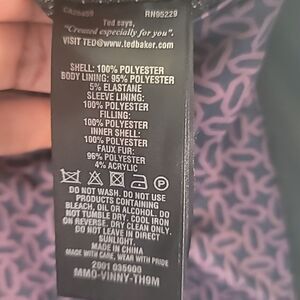 CA25459 RN95229
Ted says,
"Created especially for you".
VISIT TED@www.tedbaker.com
SHELL: 100% POLYESTER
BODY LINING: 95% POLYESTER
5% ELASTANE
SLEEVE LINING:
100% POLYESTER
FILLING:
100% POLYESTER
INNER SHELL:
100% POLYESTER
FAUX FUR:
96% POLYESTER
4% ACRYLIC
DO NOT WASH. DO NOT USE
PRODUCTS CONTAINING
BLEACH, OIL OR ALCOHOL. DO
NOT TUMBLE DRY. COOL IRON
ON REVERSE. DRY CLEAN ONLY.
DO NOT LEAVE IN DIRECT
SUNLIGHT.
MADE IN CHINA
MADE WITH CARE, WEAR WITH PRIDE
2001 035900
MMO-VINNY-TH9M